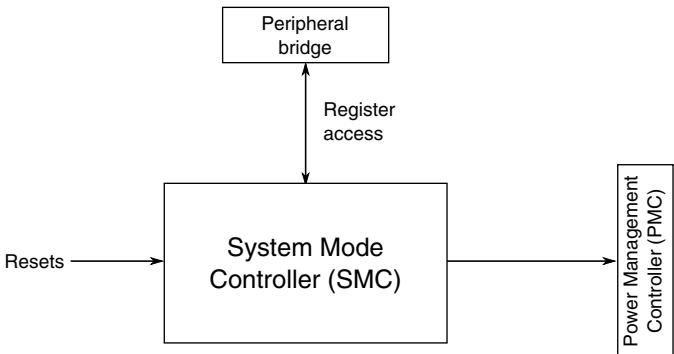 Peripheral
bridge
Register
access
System Mode
Controller (SMC)
Resets
Power Management
Controller (PMC)